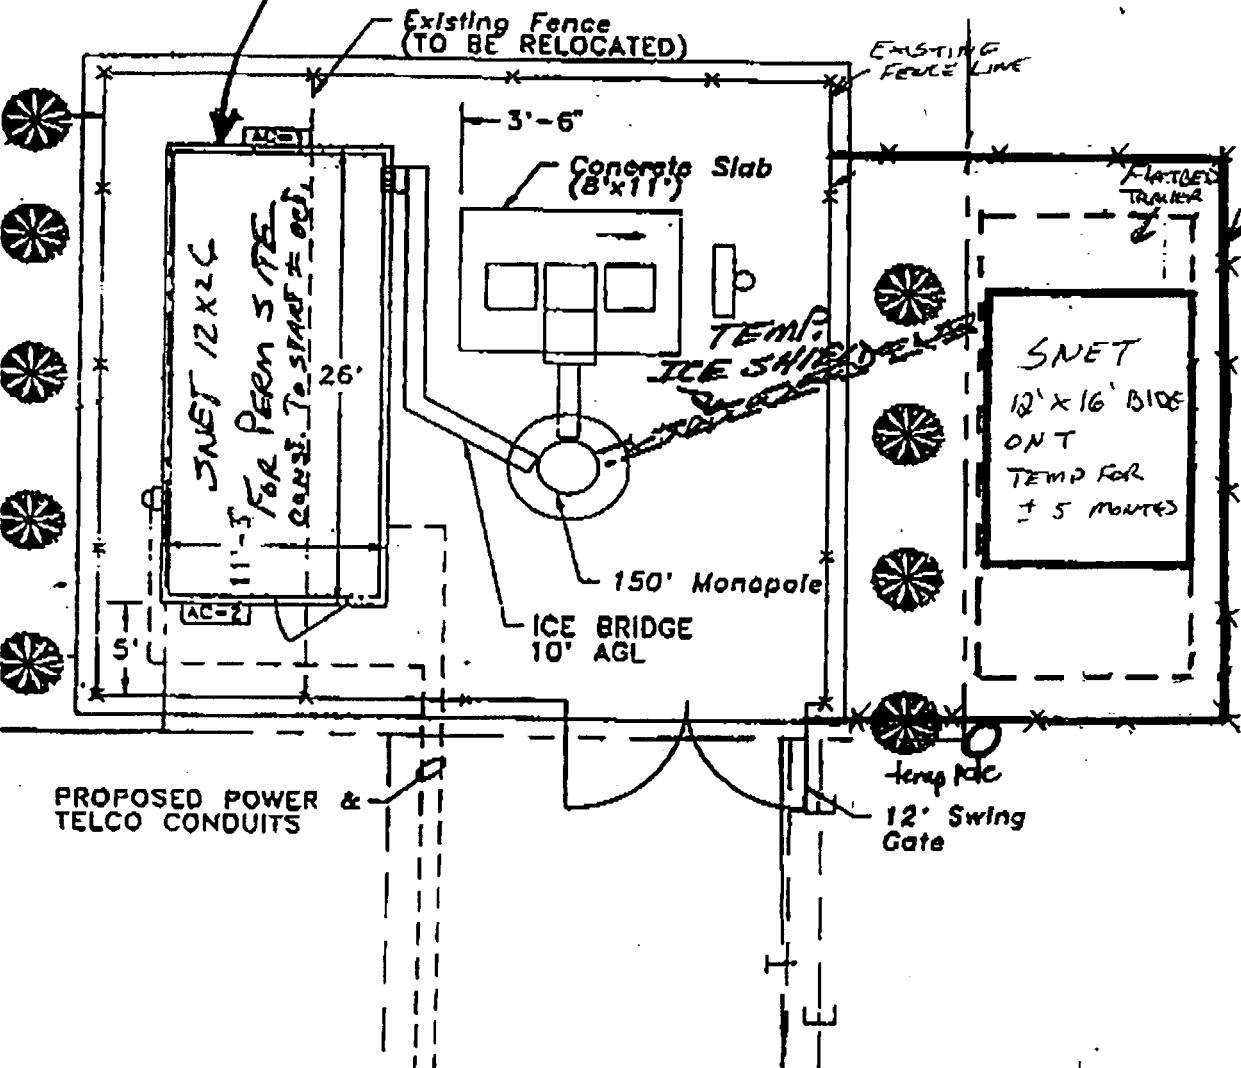 Existing Fence
(TO BE RELOCATED)
EXISTING
FENCE LINE
AC-1
3'-6"
Concrete Slab
(8'x11')
FLATBED
TRAILER
SNET 12X26
FOR PERM SITE
CONST. TO START ± OCT
26'
11'-5"
TEMP.
ICE SHIELD
SNET
12' X 16'
ON T
TEMP FOR
± 5 MONTHS
150' Monopole
ICE BRIDGE
10' AGL
AC-2
5'
temp pole
PROPOSED POWER &
TELCO CONDUITS
12' Swing
Gate